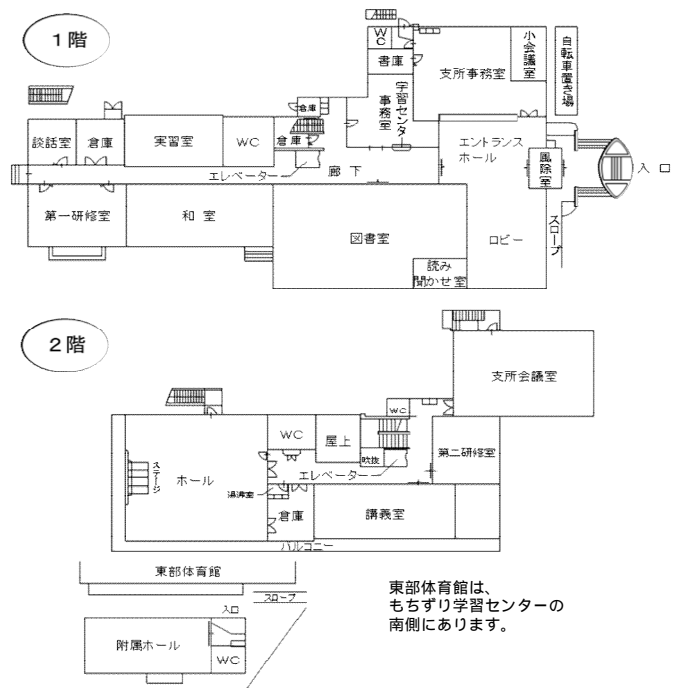 1階
WC
書庫
支所事務室
小会議室
自転車置き場
学習センター
事務室
倉庫
談話室
倉庫
実習室
WC
倉庫
エントランス
ホール
風除室
入口
エレベーター
廊下
スロープ
第一研修室
和室
図書室
ロビー
読み
聞かせ室
2階
支所会議室
WC
WC
屋上
吹抜
第二研修室
ステージ
ホール
エレベーター
湯沸室
倉庫
講義室
バルコニー
東部体育館
スロープ
入口
附属ホール
WC
東部体育館は、
もちずり学習センターの
南側にあります。